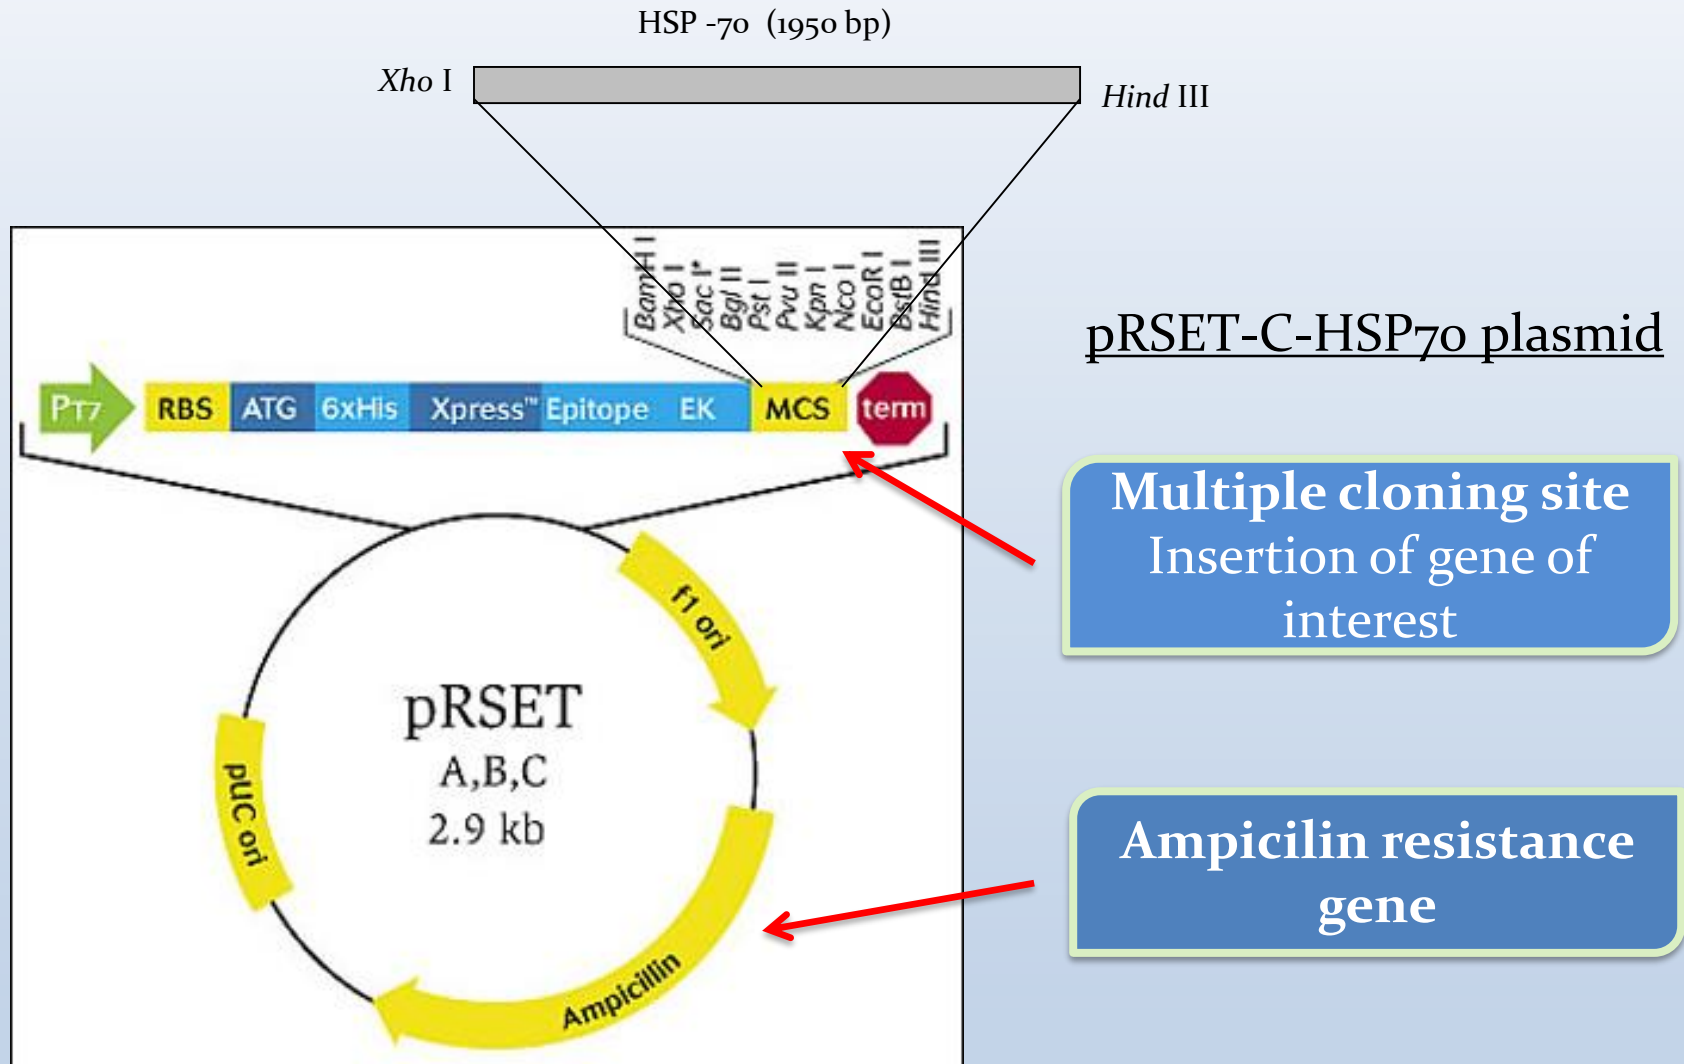 HSP -70 (1950 bp)
Xho I
Hind III
BamH I
Xho I
Sac I*
Bgl II
Pst I
Pvu II
Kpn I
Nco I
EcoR I
BstB I
Hind III
pRSET-C-HSP70 plasmid
PT7 RBS ATG 6xHis Xpress™ Epitope EK MCS term
Multiple cloning site
Insertion of gene of
interest
f1 ori
pRSET
A,B,C
2.9 kb
pUC ori
Ampicillin
Ampicilin resistance
gene